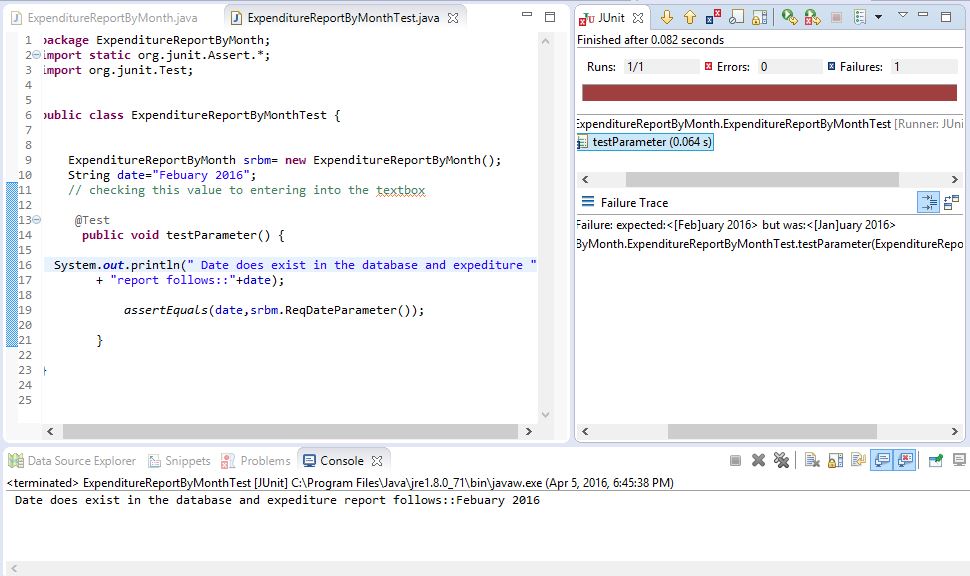 ExpenditureReportByMonth.java
ExpenditureReportByMonthTest.java
JUnit
1 package ExpenditureReportByMonth;
2 import static org.junit.Assert.*;
3 import org.junit.Test;
4
5
6 public class ExpenditureReportByMonthTest {
7
8
9 ExpenditureReportByMonth srbm= new ExpenditureReportByMonth();
10 String date="Febuary 2016";
11 // checking this value to entering into the textbox
12
13 @Test
14 public void testParameter() {
15
16 System.out.println(" Date does exist in the database and expediture "
17 + "report follows::"+date);
18
19 assertEquals(date,srbm.ReqDateParameter());
20
21 }
22
23 }
24
25
Finished after 0.082 seconds
Runs: 1/1 Errors: 0 Failures: 1
ExpenditureReportByMonth.ExpenditureReportByMonthTest [Runner: JUni
testParameter (0.064 s)
Failure Trace
Failure: expected:<[Feb]uary 2016> but was:<[Jan]uary 2016>
ByMonth.ExpenditureReportByMonthTest.testParameter(ExpenditureRepo
Data Source Explorer Snippets Problems Console
<terminated> ExpenditureReportByMonthTest [JUnit] C:\Program Files\Java\jre1.8.0_71\bin\javaw.exe (Apr 5, 2016, 6:45:38 PM)
Date does exist in the database and expediture report follows::Febuary 2016